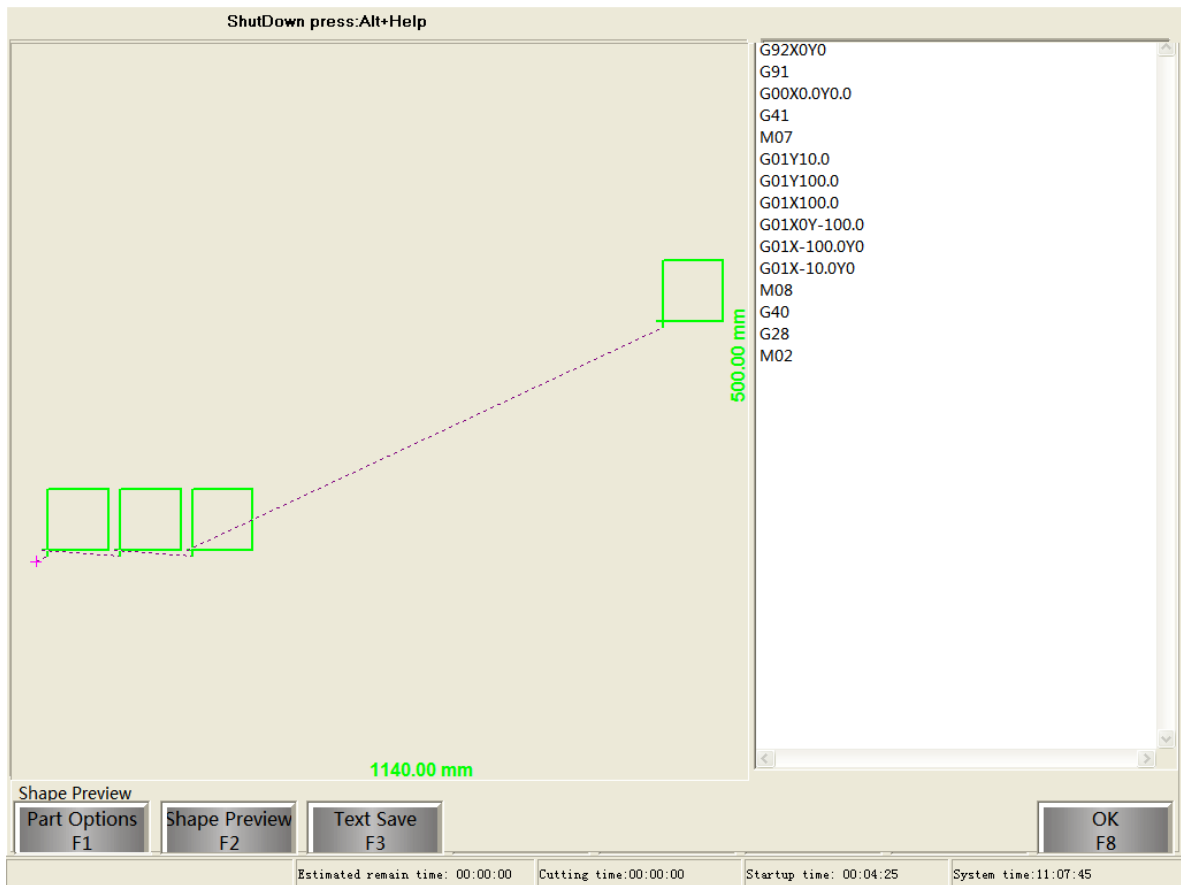 ShutDown press:Alt+Help
G92X0Y0
G91
G00X0.0Y0.0
G41
M07
G01Y10.0
G01Y100.0
G01X100.0
G01X0Y-100.0
G01X-100.0Y0
G01X-10.0Y0
M08
G40
G28
M02
500.00 mm
1140.00 mm
Shape Preview
Part Options
F1
Shape Preview
F2
Text Save
F3
OK
F8
Estimated remain time: 00:00:00
Cutting time:00:00:00
Startup time: 00:04:25
System time:11:07:45